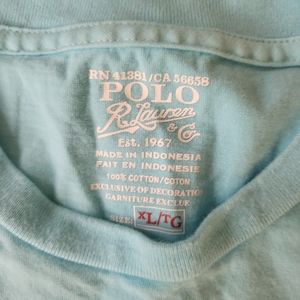 RN 41381/CA 56658
POLO
R. Lauren
& Co
Est. 1967
MADE IN INDONESIA
FAIT EN INDONESIE
100% COTTON/COTON
EXCLUSIVE OF DECORATION
GARNITURE EXCLUE
SIZE: XL/TG